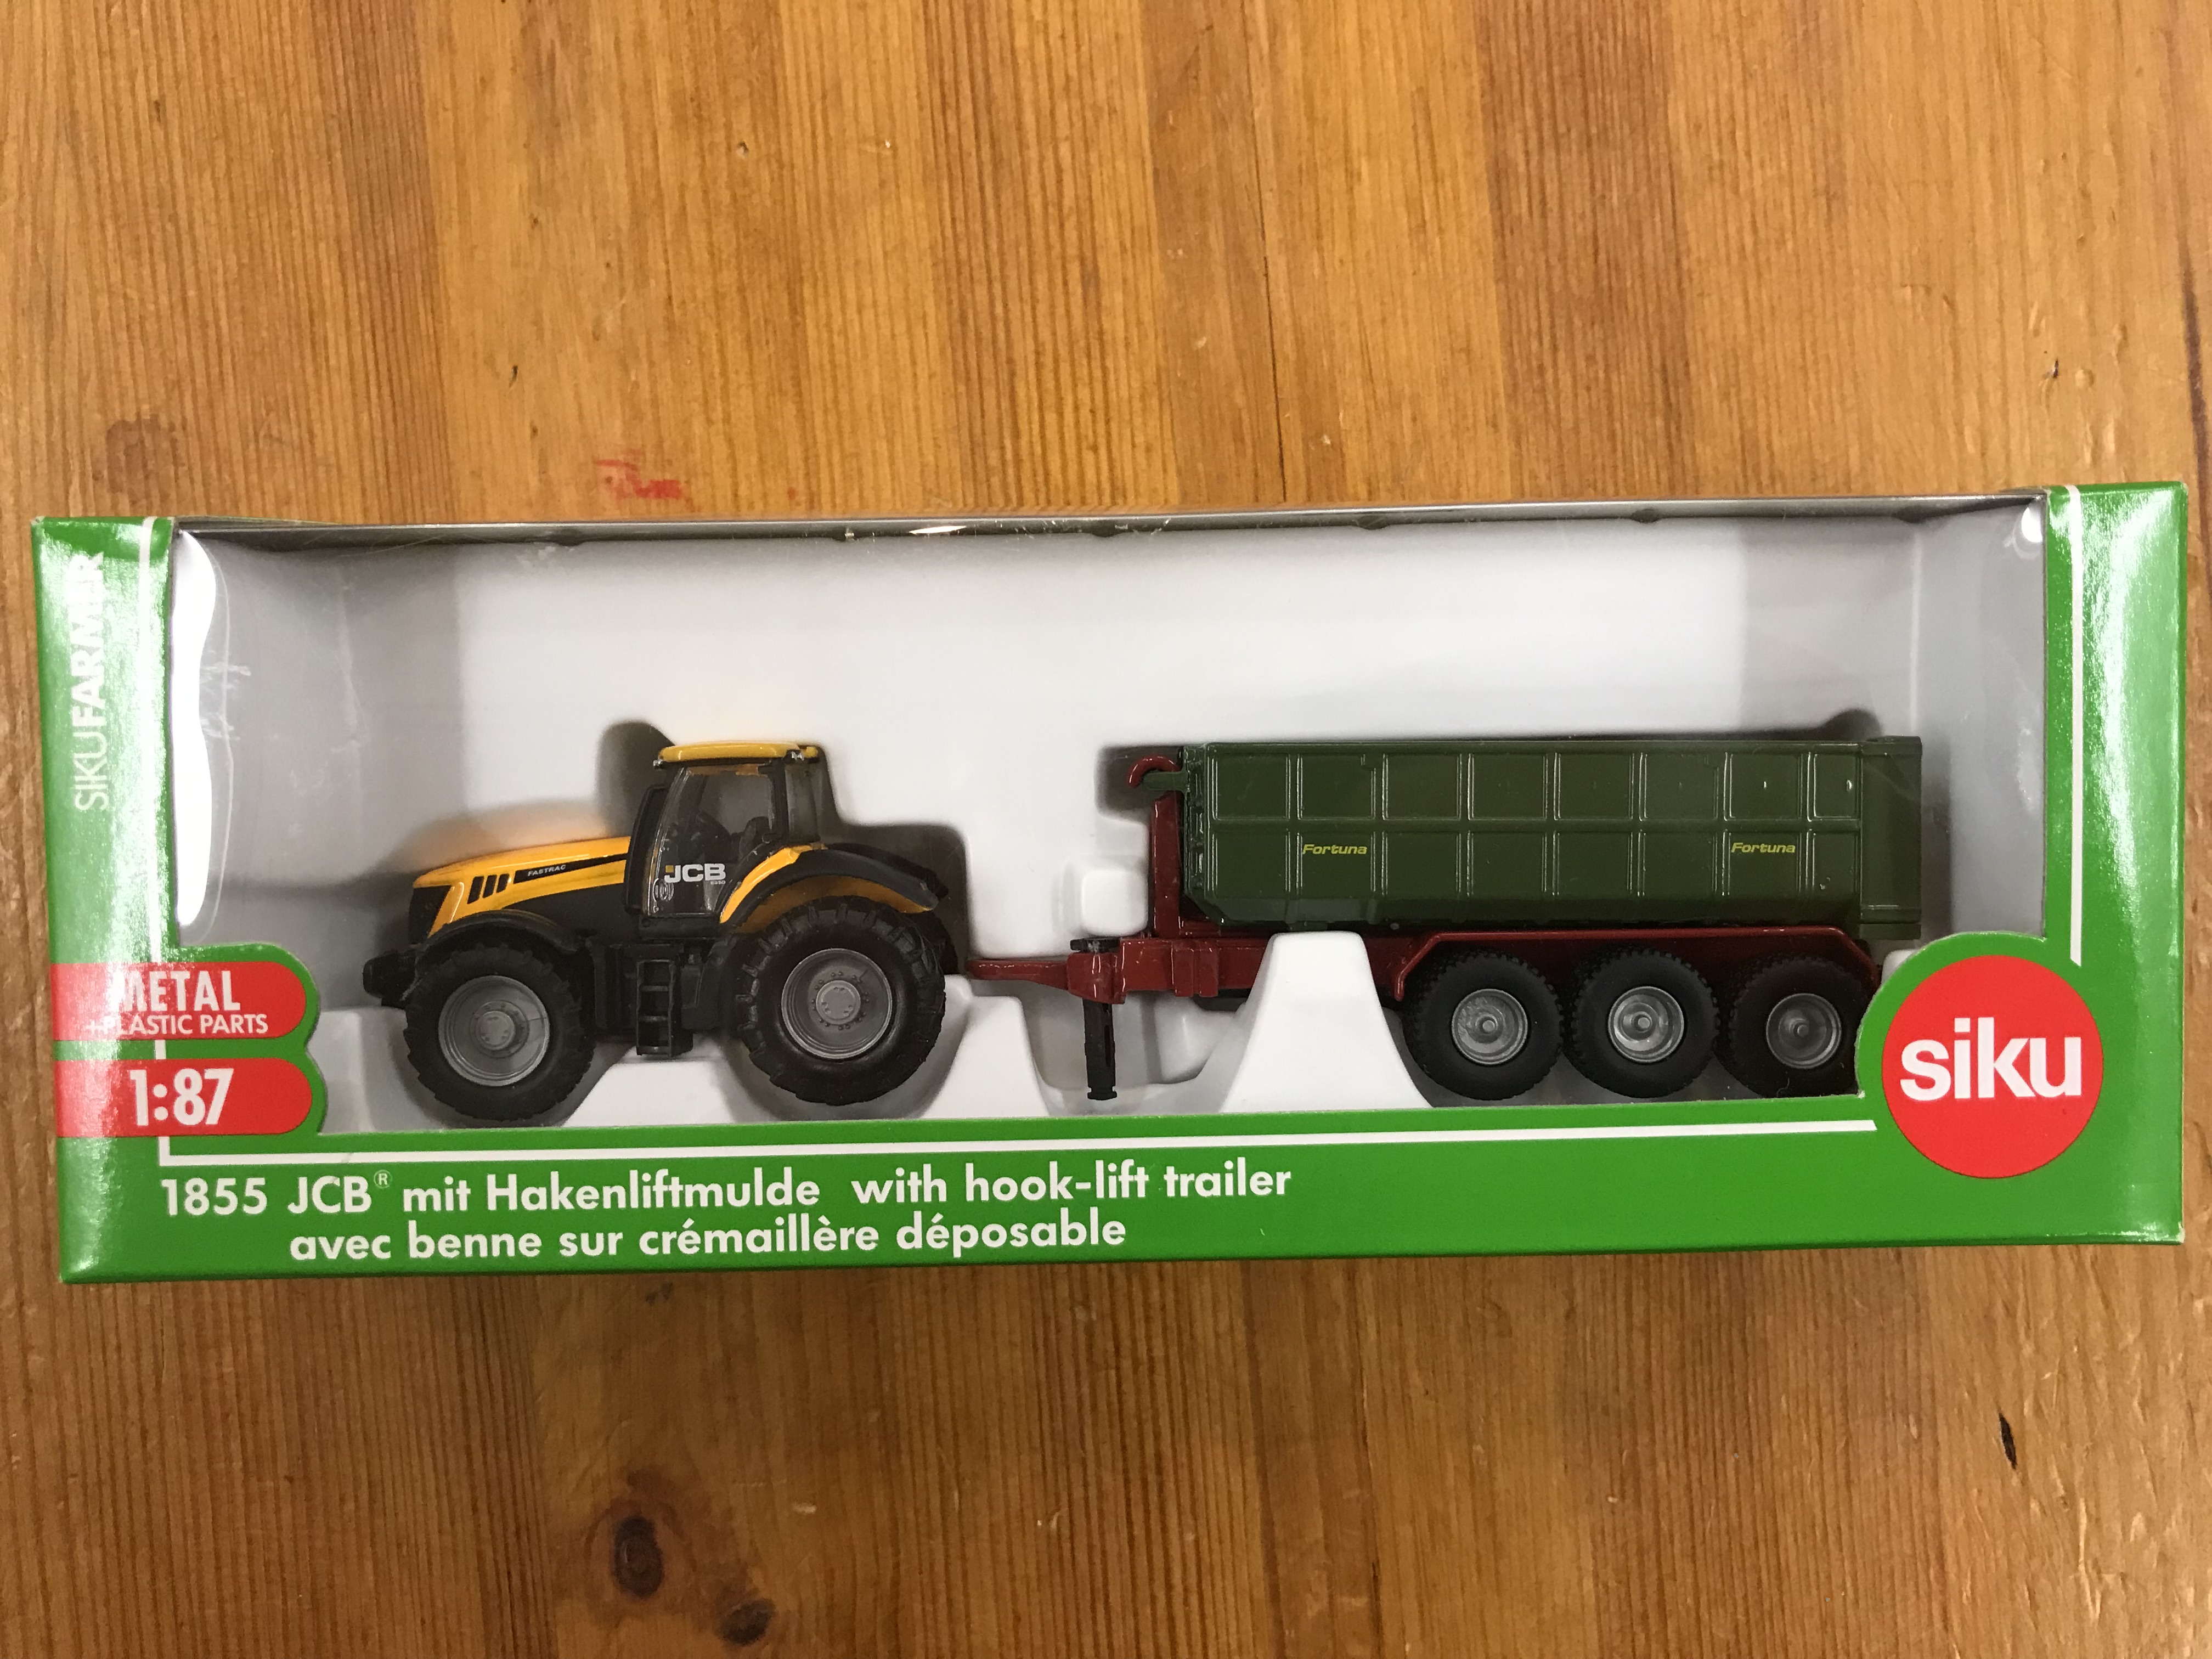 SIKUFARMER
FASTRAC
JCB
Fortuna
Fortuna
METAL
+PLASTIC PARTS
1:87
siku
1855 JCB® mit Hakenliftmulde with hook-lift trailer
avec benne sur crémaillère déposable